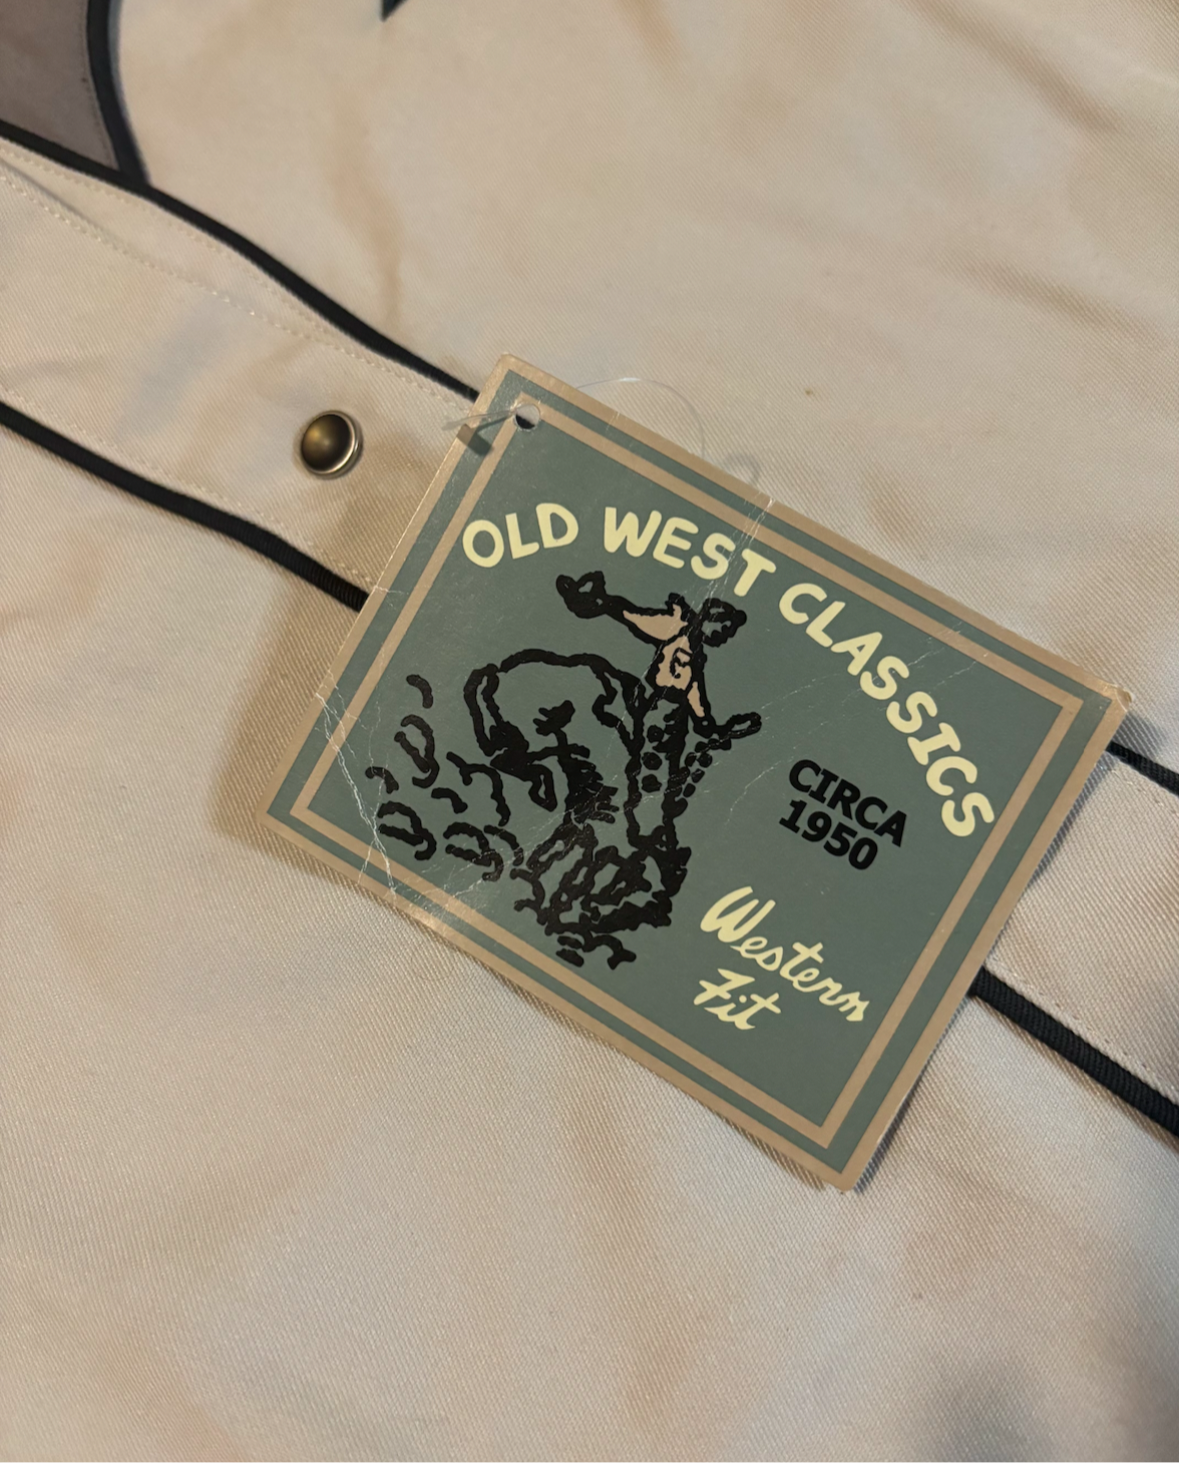 OLD WEST CLASSICS
CIRCA
1950
Western
Fit